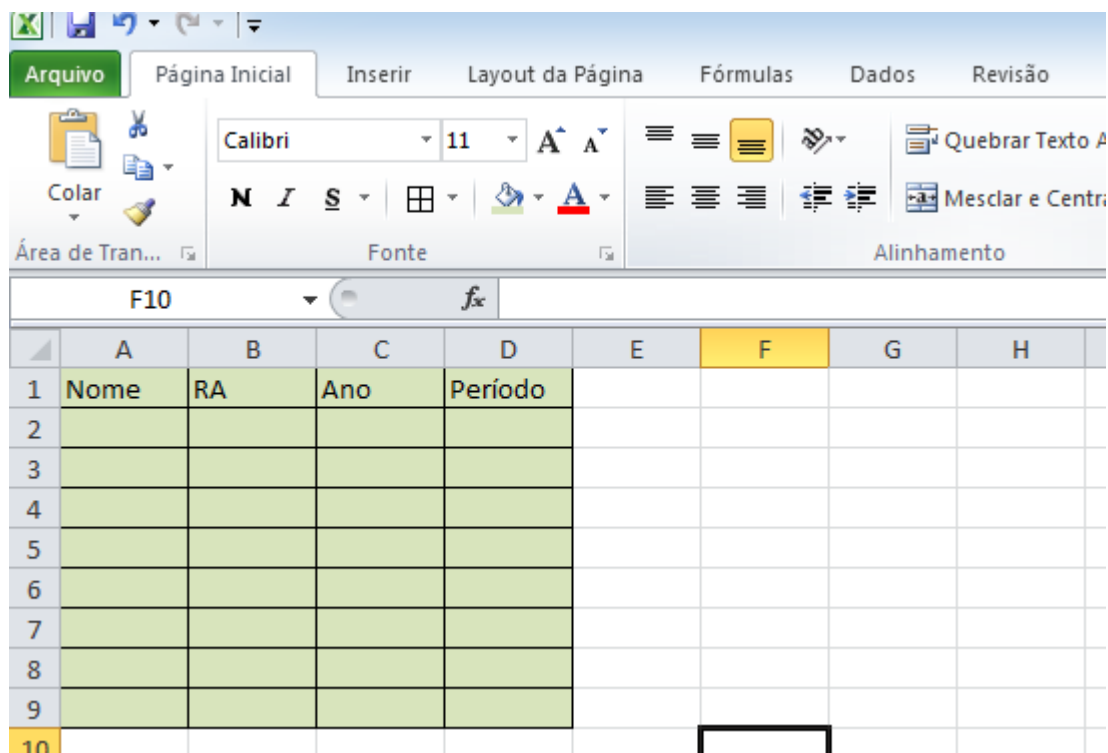 Arquivo Página Inicial Inserir Layout da Página Fórmulas Dados Revisão
Calibri 11 A A Quebrar Texto A
Colar N I S A Mesclar e Centra
Área de Tran... Fonte Alinhamento
F10 fx
A B C D E F G H
1 Nome RA Ano Período
2
3
4
5
6
7
8
9
10